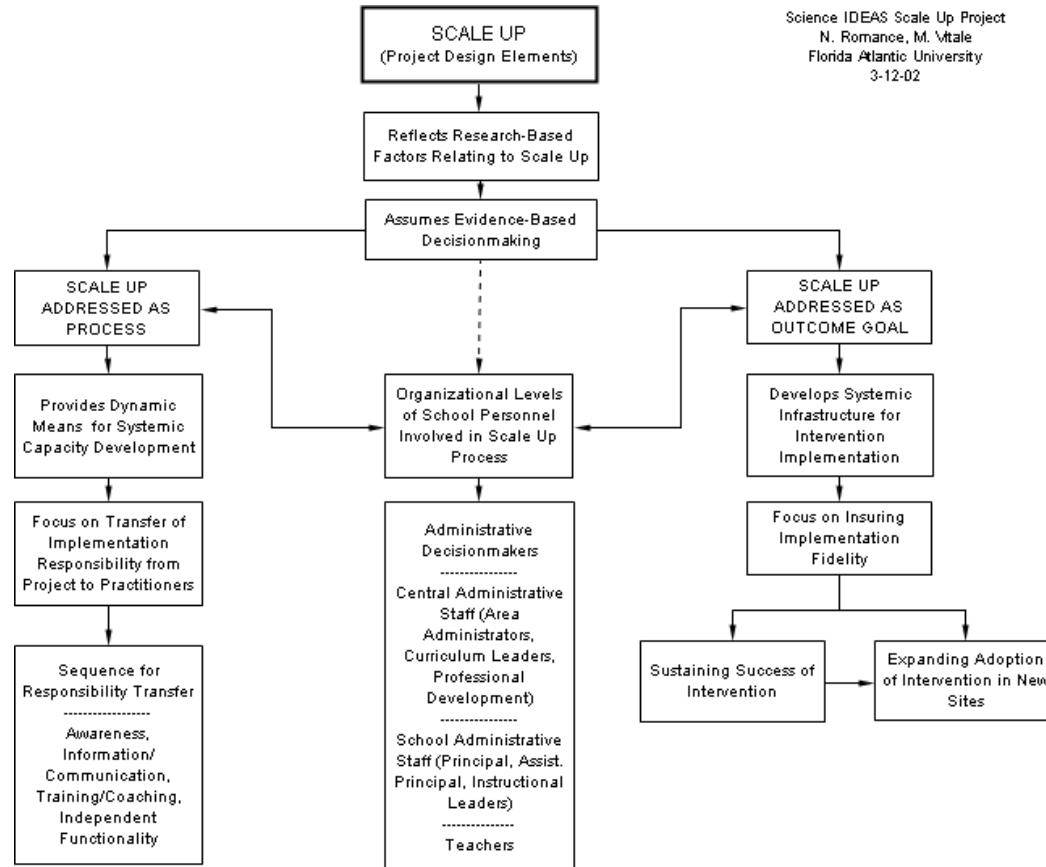 SCALE UP
(Project Design Elements)
Science IDEAS Scale Up Project
N. Romance, M. Vitale
Florida Atlantic University
3-12-02
Reflects Research-Based
Factors Relating to Scale Up
Assumes Evidence-Based
Decisionmaking
SCALE UP
ADDRESSED AS
PROCESS
SCALE UP
ADDRESSED AS
OUTCOME GOAL
Provides Dynamic
Means for Systemic
Capacity Development
Organizational Levels
of School Personnel
Involved in Scale Up
Process
Develops Systemic
Infrastructure for
Intervention
Implementation
Focus on Transfer of
Implementation
Responsibility from
Project to Practitioners
Focus on Insuring
Implementation
Fidelity
Administrative
Decisionmakers
----------------
Central Administrative
Staff (Area
Administrators,
Curriculum Leaders,
Professional
Development)
----------------
School Administrative
Staff (Principal, Assist.
Principal, Instructional
Leaders)
---------------
Teachers
Sequence for
Responsibility Transfer
-----------------
Awareness,
Information/
Communication,
Training/Coaching,
Independent
Functionality
Sustaining Success of
Intervention
Expanding Adoption
of Intervention in New
Sites